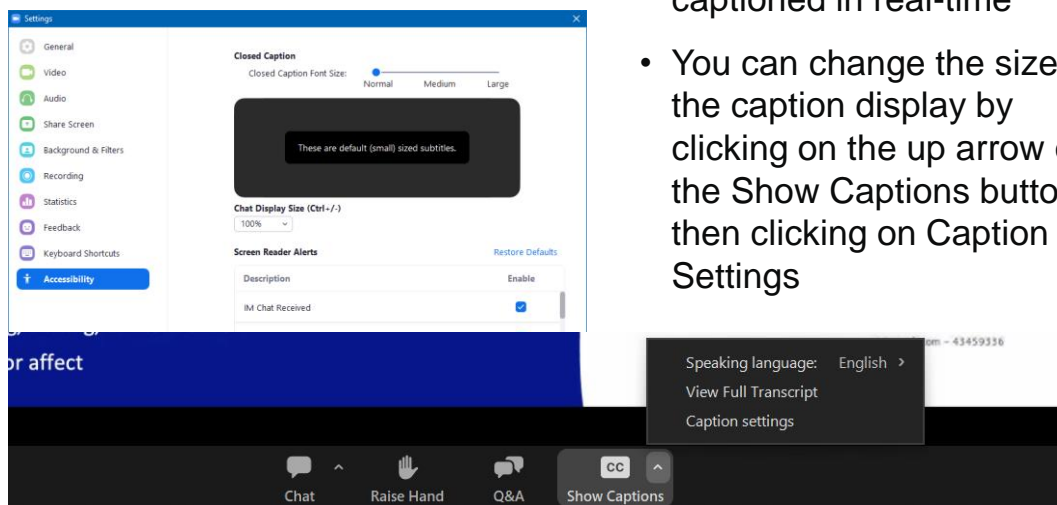 Settings
General
Video
Audio
Share Screen
Background & Filters
Recording
Statistics
Feedback
Keyboard Shortcuts
Accessibility
Closed Caption
Closed Caption Font Size:
Normal Medium Large
These are default (small) sized subtitles.
Chat Display Size (Ctrl+/-)
100%
Screen Reader Alerts Restore Defaults
Description Enable
IM Chat Received
captioned in real-time
• You can change the size
the caption display by
clicking on the up arrow
the Show Captions
then clicking on Caption
Settings
or affect
om - 43459336
Speaking language: English >
View Full Transcript
Caption settings
Chat
Raise Hand
Q&A
CC
Show Captions